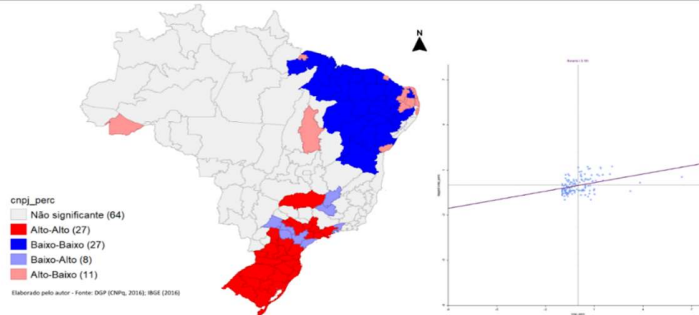 N
cnpj_perc
Não significante (64)
Alto-Alto (27)
Baixo-Baixo (27)
Baixo-Alto (8)
Alto-Baixo (11)
Elaborado pelo autor - Fonte: DGP (CNPq, 2016); IBGE (2016)